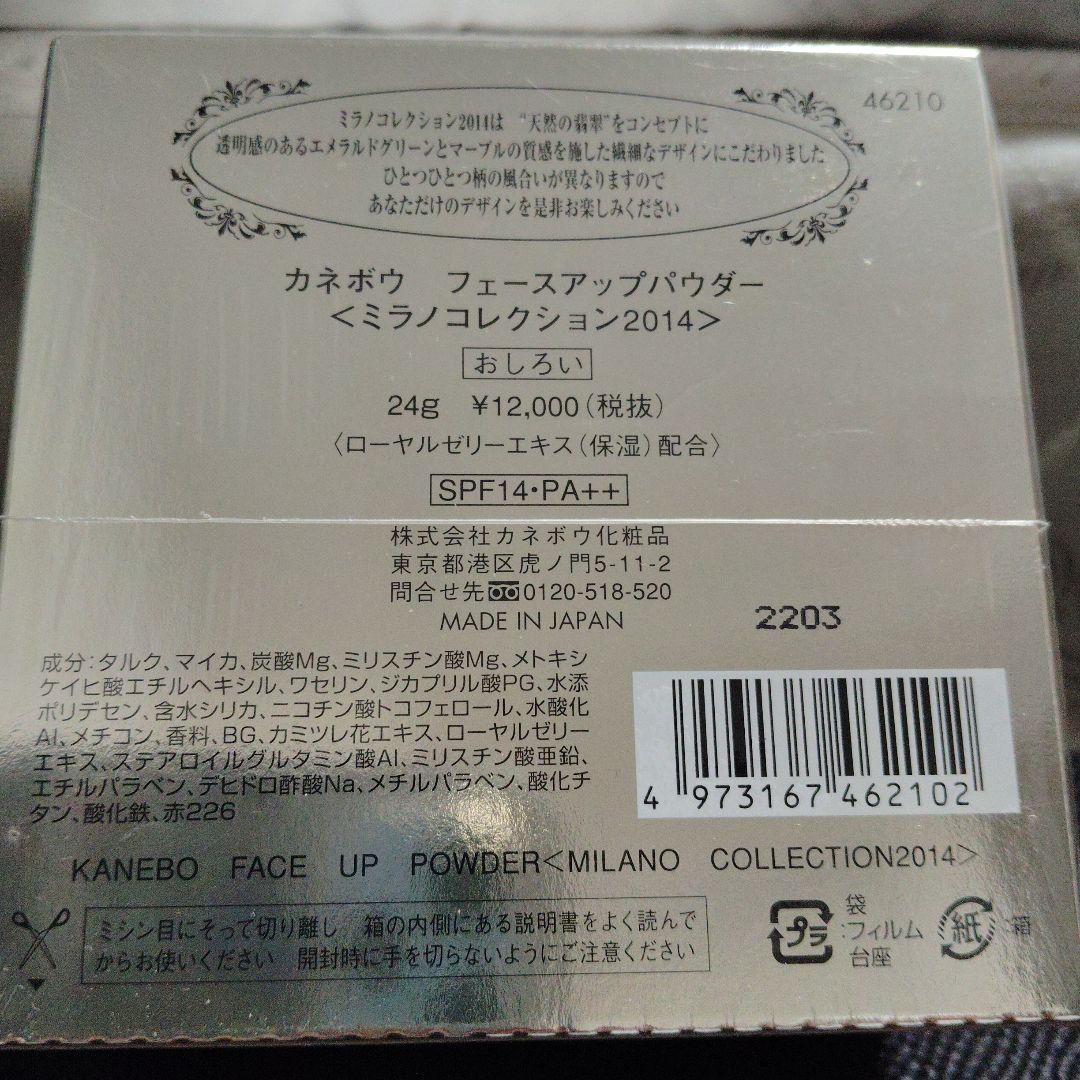 46210
ミラノコレクション2014は “天然の翡翠”をコンセプトに
透明感のあるエメラルドグリーンとマーブルの質感を施した繊細なデザインにこだわりました
ひとつひとつ柄の風合いが異なりますので
あなただけのデザインを是非お楽しみください
カネボウ フェースアップパウダー
<ミラノコレクション2014>
おしろい
24g ¥12,000(税抜)
〈ローヤルゼリーエキス(保湿)配合〉
SPF14・PA++
株式会社カネボウ化粧品
東京都港区虎ノ門5-11-2
問合せ先 0120-518-520
MADE IN JAPAN
2203
成分:タルク、マイカ、炭酸Mg、ミリスチン酸Mg、メトキシ
ケイヒ酸エチルヘキシル、ワセリン、ジカプリル酸PG、水添
ポリデセン、含水シリカ、ニコチン酸トコフェロール、水酸化
Al、メチコン、香料、BG、カミツレ花エキス、ローヤルゼリー
エキス、ステアロイルグルタミン酸Al、ミリスチン酸亜鉛、
エチルパラベン、デヒドロ酢酸Na、メチルパラベン、酸化チ
タン、酸化鉄、赤226
4 973167 462102
KANEBO FACE UP POWDER<MILANO COLLECTION2014>
ミシン目にそって切り離し 箱の内側にある説明書をよく読んで
からお使いください 開封時に手を切らないようにご注意ください
プラ
袋
:フィルム
台座
紙
:箱